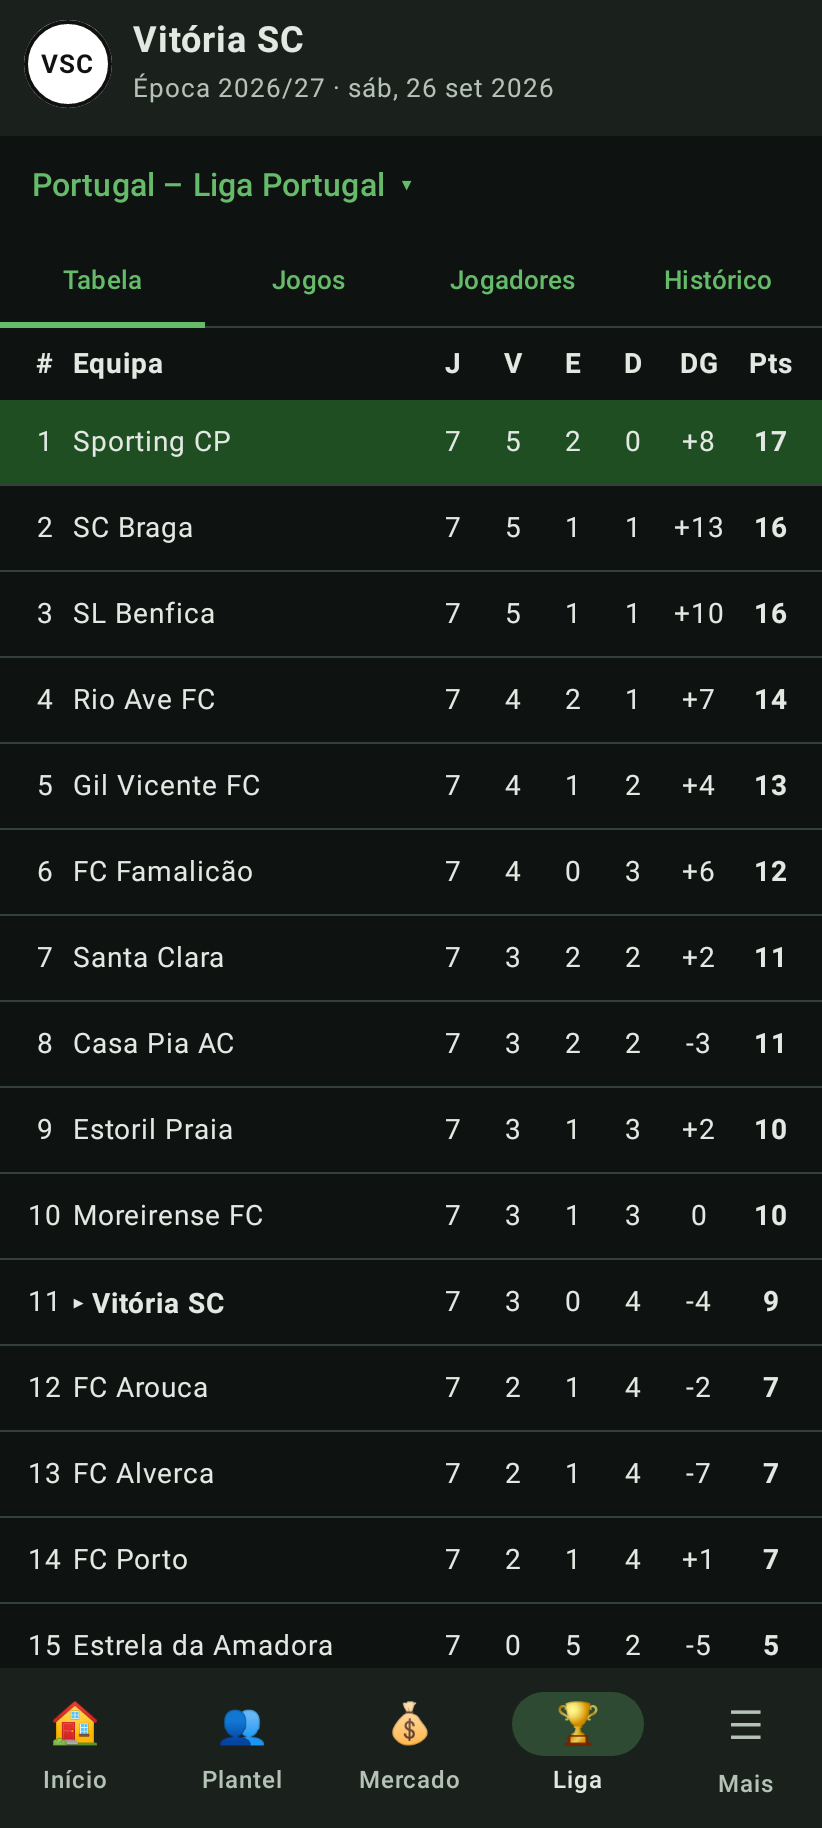 VSC
Vitória SC
Época 2026/27 · sáb, 26 set 2026
Portugal – Liga Portugal ▾
Tabela Jogos Jogadores Histórico
# Equipa J V E D DG Pts
1 Sporting CP 7 5 2 0 +8 17
2 SC Braga 7 5 1 1 +13 16
3 SL Benfica 7 5 1 1 +10 16
4 Rio Ave FC 7 4 2 1 +7 14
5 Gil Vicente FC 7 4 1 2 +4 13
6 FC Famalicão 7 4 0 3 +6 12
7 Santa Clara 7 3 2 2 +2 11
8 Casa Pia AC 7 3 2 2 -3 11
9 Estoril Praia 7 3 1 3 +2 10
10 Moreirense FC 7 3 1 3 0 10
11 ▸ Vitória SC 7 3 0 4 -4 9
12 FC Arouca 7 2 1 4 -2 7
13 FC Alverca 7 2 1 4 -7 7
14 FC Porto 7 2 1 4 +1 7
15 Estrela da Amadora 7 0 5 2 -5 5
Início Plantel Mercado Liga Mais